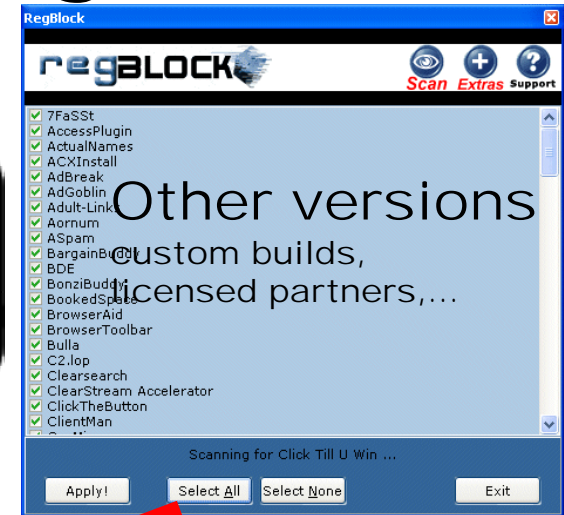 RegBlock
regBLOCK
Scan Extras Support
7FaSSt
AccessPlugin
ActualNames
ACXInstall
AdBreak
AdGoblin
Adult-Links
Aornum
ASpam
BargainBuddy
BDE
BonziBuddy
BookedSpace
BrowserAid
BrowserToolbar
Bulla
C2.lop
Clearsearch
ClearStream Accelerator
ClickTheButton
ClientMan
Other versions
custom builds,
licensed partners,...
Scanning for Click Till U Win ...
Apply! Select All Select None Exit